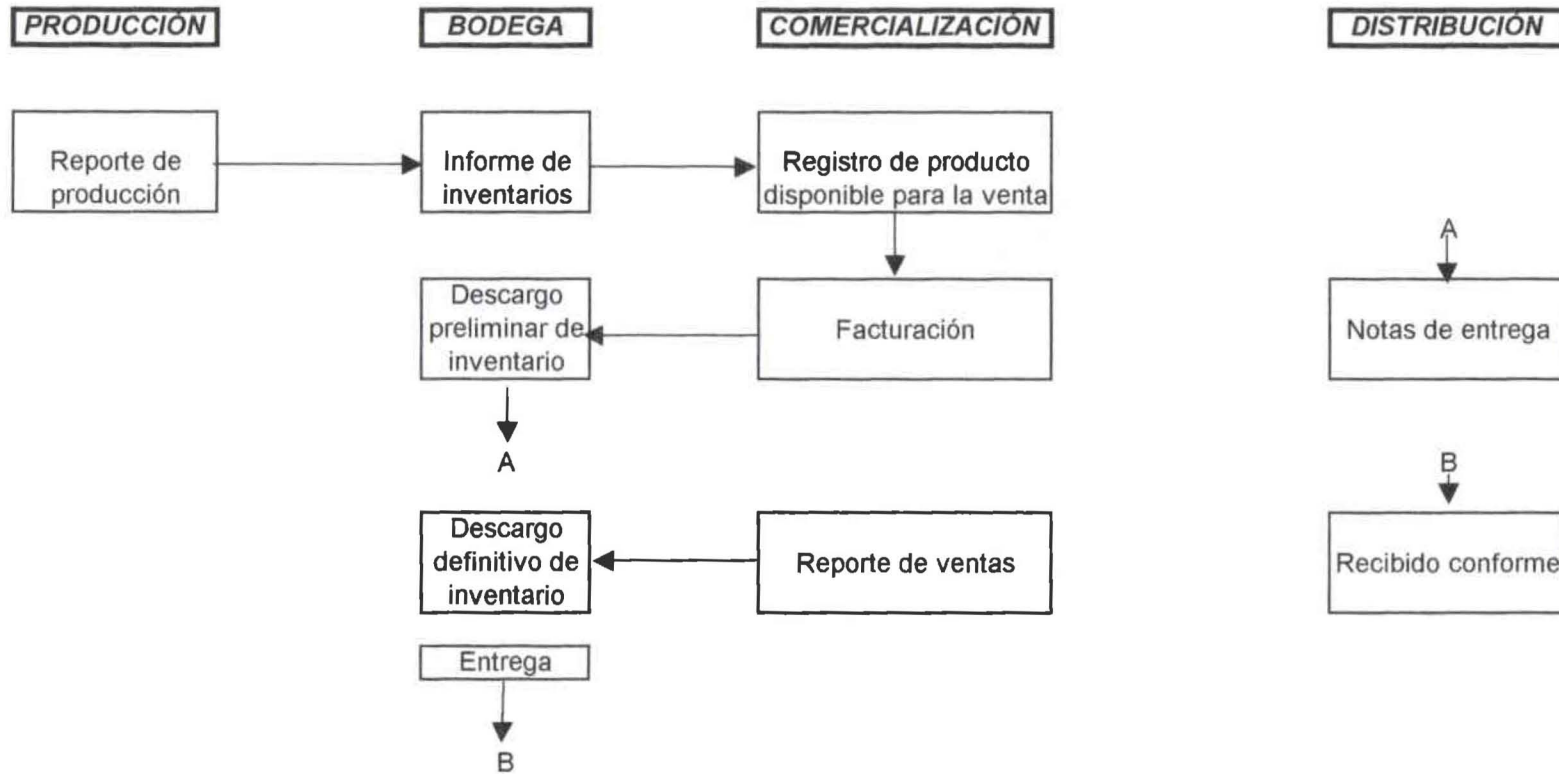 PRODUCCIÓN
BODEGA
COMERCIALIZACIÓN
DISTRIBUCIÓN
Reporte de
producción
Informe de
inventarios
Registro de producto
disponible para la venta
A
Descargo
preliminar de
inventario
Facturación
Notas de entrega
A
B
Descargo
definitivo de
inventario
Reporte de ventas
Recibido conforme
Entrega
B